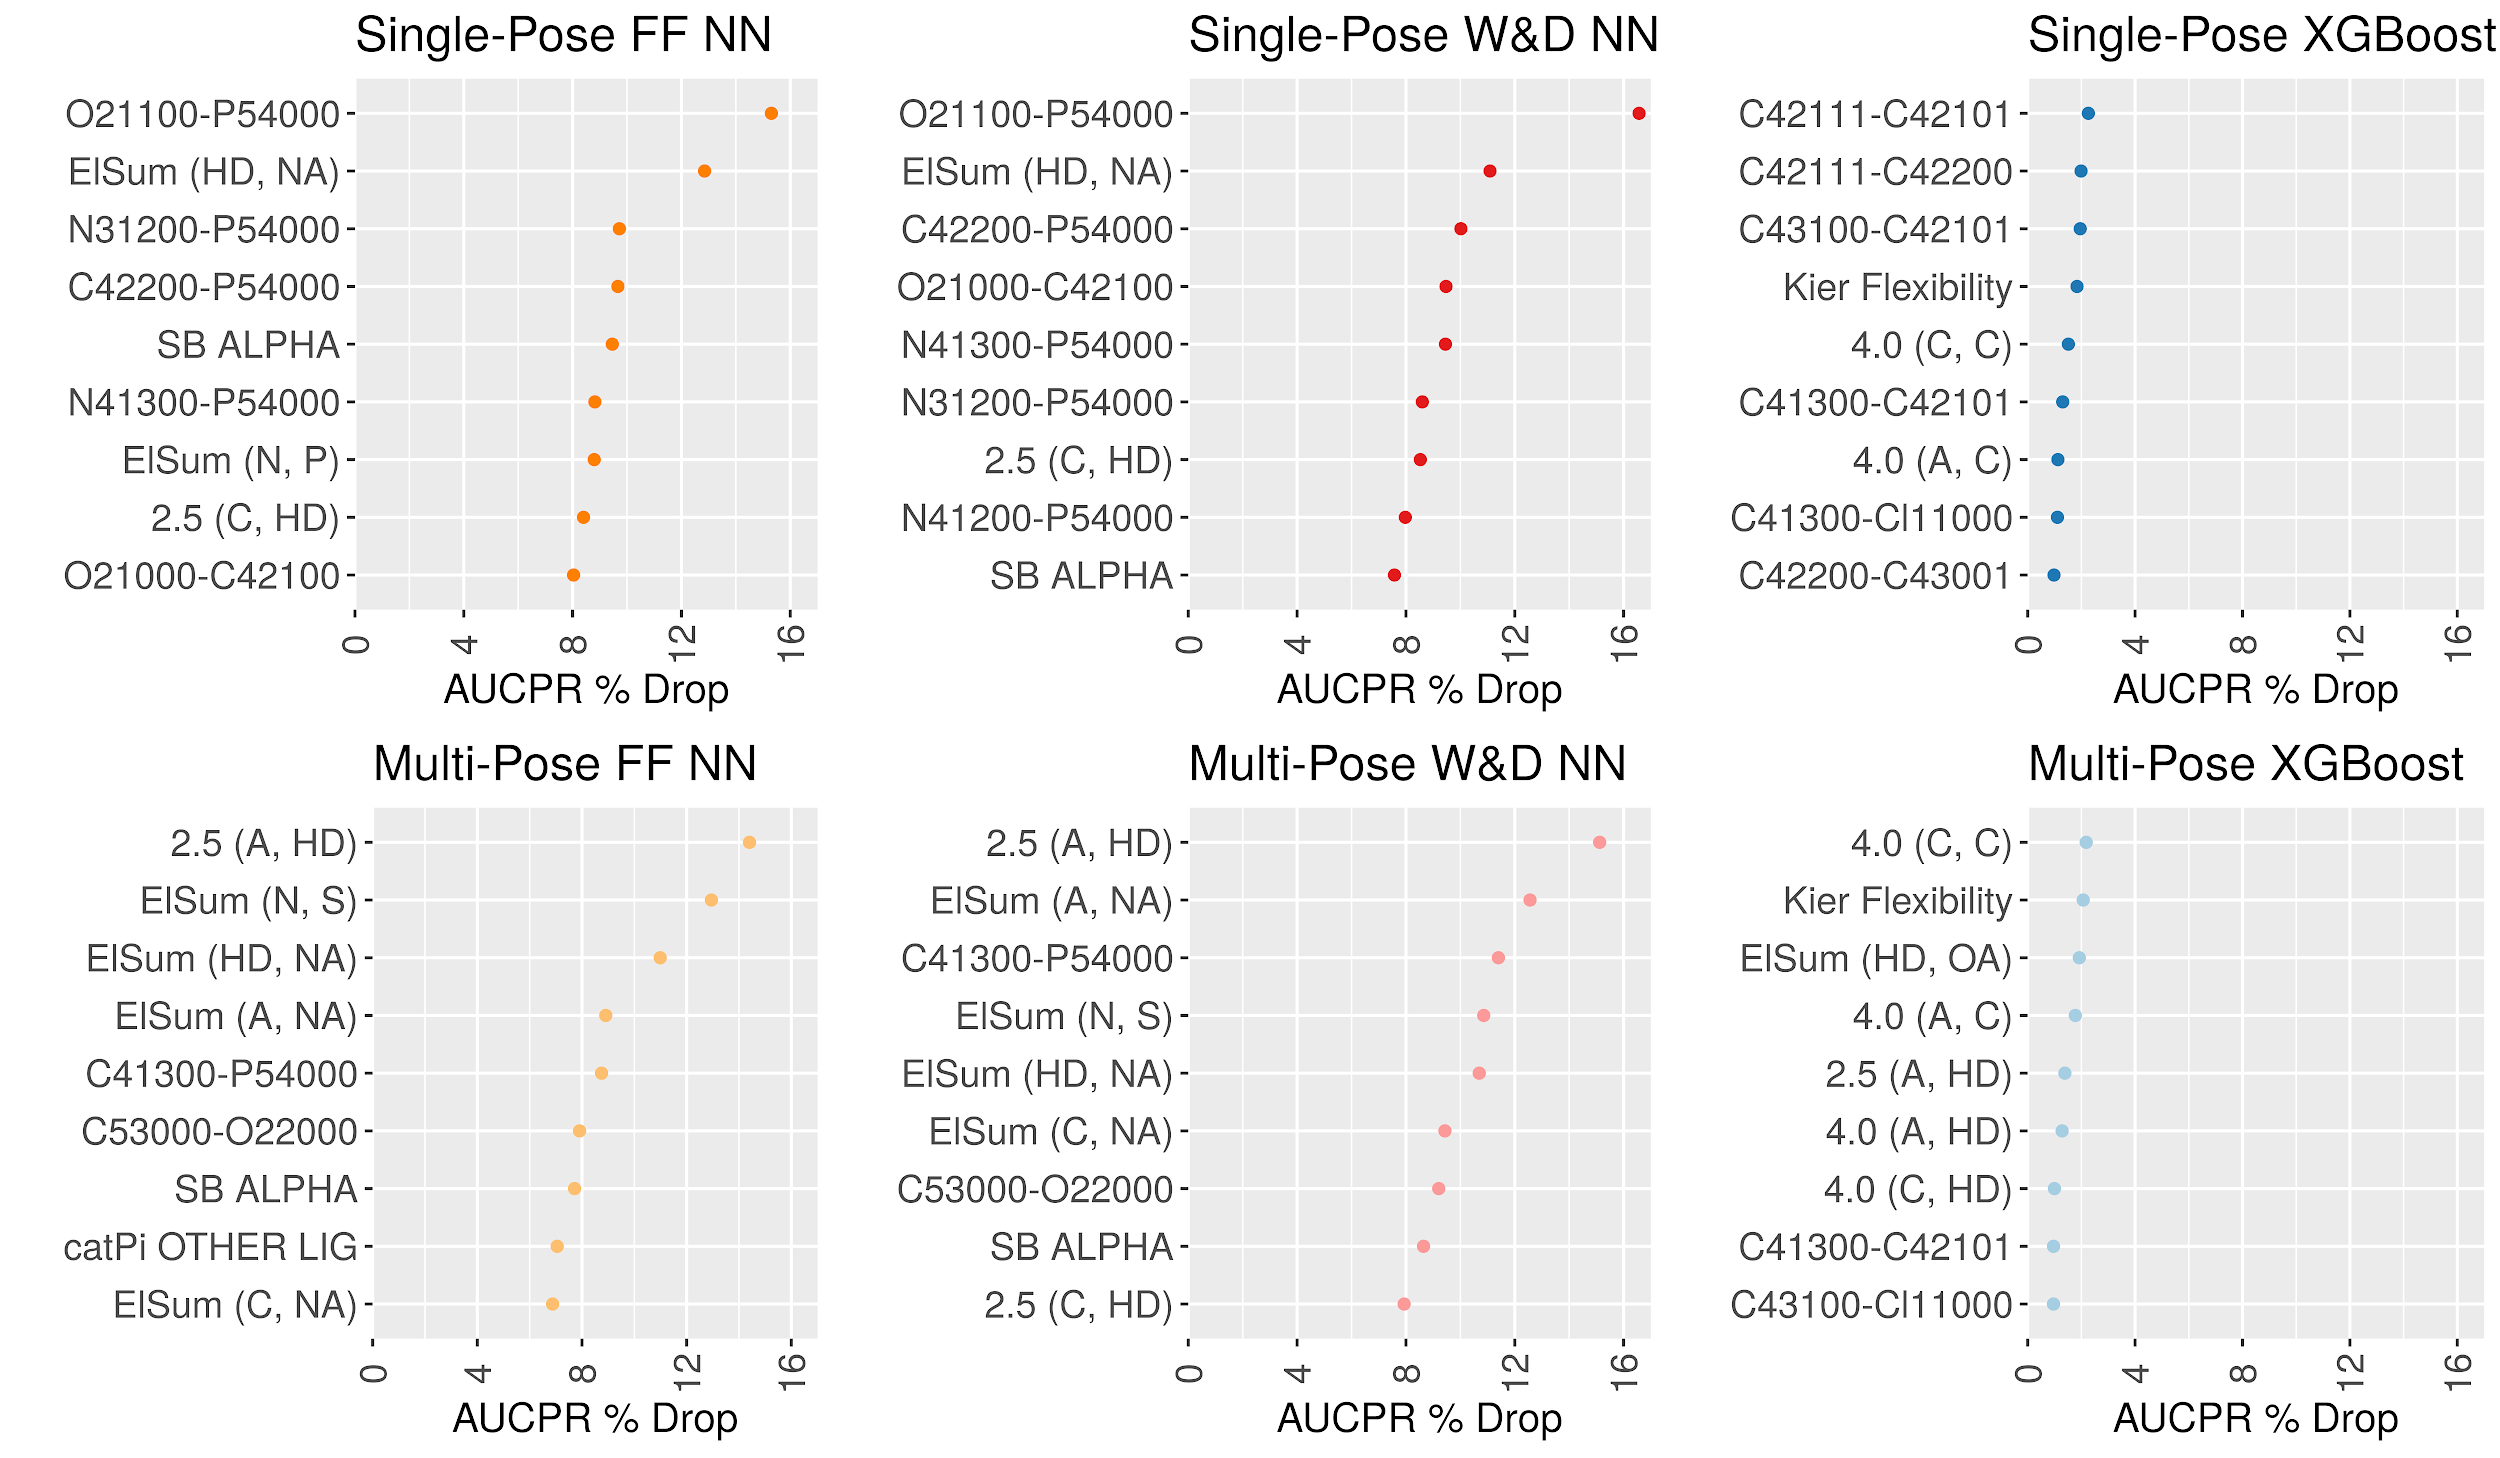 Single-Pose FF NN
O21100-P54000
ElSum (HD, NA)
N31200-P54000
C42200-P54000
SB ALPHA
N41300-P54000
ElSum (N, P)
2.5 (C, HD)
O21000-C42100
0 4 8 12 16
AUCPR % Drop
Single-Pose W&D NN
O21100-P54000
ElSum (HD, NA)
C42200-P54000
O21000-C42100
N41300-P54000
N31200-P54000
2.5 (C, HD)
N41200-P54000
SB ALPHA
0 4 8 12 16
AUCPR % Drop
Single-Pose XGBoost
C42111-C42101
C42111-C42200
C43100-C42101
Kier Flexibility
4.0 (C, C)
C41300-C42101
4.0 (A, C)
C41300-Cl11000
C42200-C43001
0 4 8 12 16
AUCPR % Drop
Multi-Pose FF NN
2.5 (A, HD)
ElSum (N, S)
ElSum (HD, NA)
ElSum (A, NA)
C41300-P54000
C53000-O22000
SB ALPHA
catPi OTHER LIG
ElSum (C, NA)
0 4 8 12 16
AUCPR % Drop
Multi-Pose W&D NN
2.5 (A, HD)
ElSum (A, NA)
C41300-P54000
ElSum (N, S)
ElSum (HD, NA)
ElSum (C, NA)
C53000-O22000
SB ALPHA
2.5 (C, HD)
0 4 8 12 16
AUCPR % Drop
Multi-Pose XGBoost
4.0 (C, C)
Kier Flexibility
ElSum (HD, OA)
4.0 (A, C)
2.5 (A, HD)
4.0 (A, HD)
4.0 (C, HD)
C41300-C42101
C43100-Cl11000
0 4 8 12 16
AUCPR % Drop